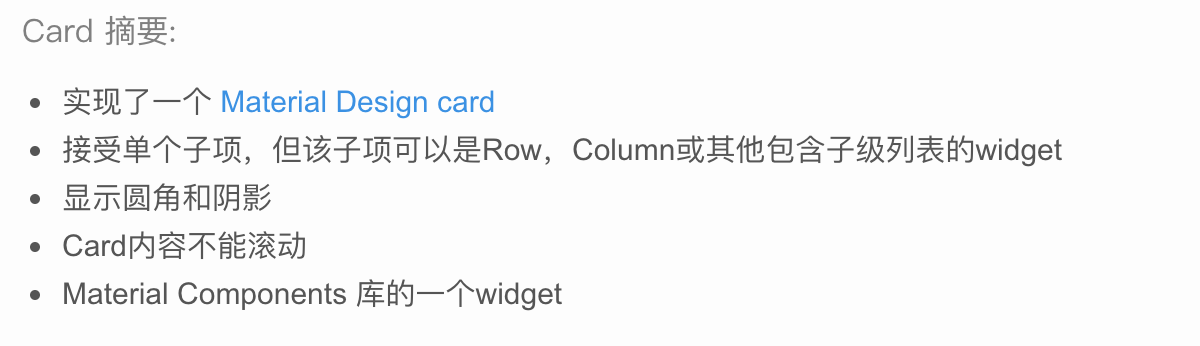 Card 摘要:
实现了一个 Material Design card
接受单个子项，但该子项可以是Row，Column或其他包含子级列表的widget
显示圆角和阴影
Card内容不能滚动
Material Components 库的一个widget